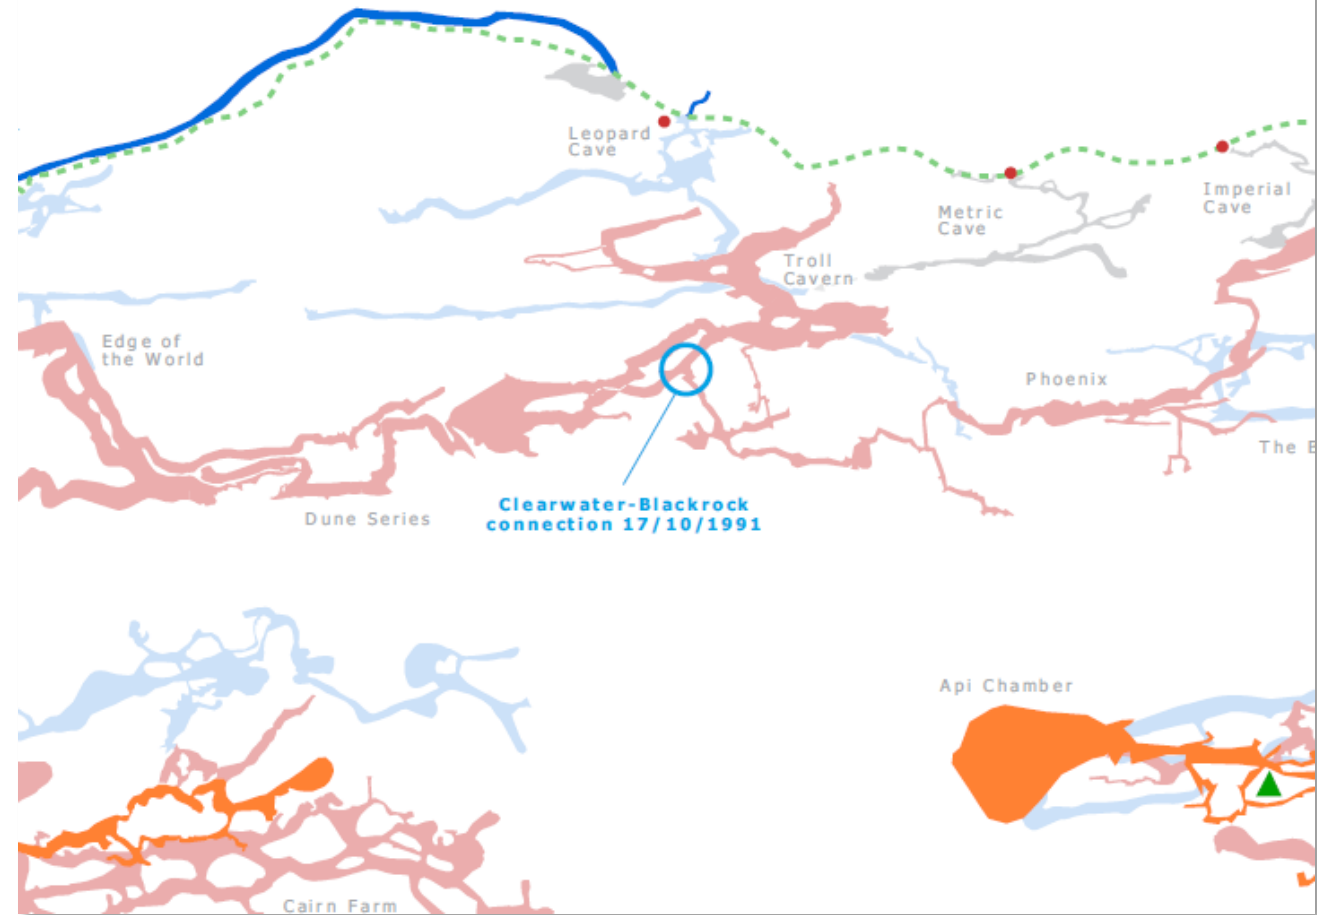 Leopard
Cave
Imperial
Cave
Metric
Cave
Troll
Cavern
Edge of
the World
Phoenix
The
Clearwater-Blackrock
connection 17/10/1991
Dune Series
Api Chamber
Cairn Farm